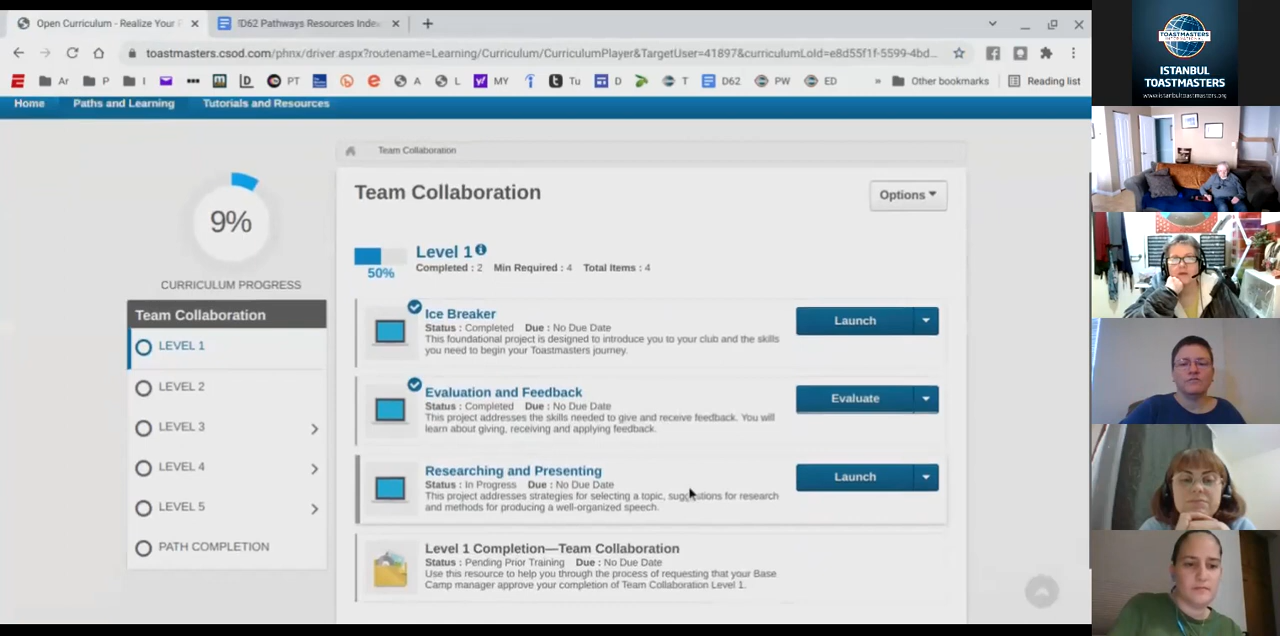 Open Curriculum - Realize Your
!D62 Pathways Resources Index
toastmasters.csod.com/phnx/driver.aspx?routename=Learning/Curriculum/CurriculumPlayer&TargetUser=41897&curriculumLoId=e8d55f1f-5599-4bd...
Ar P I PT A L MY Tu D T D62 PW ED » Other bookmarks Reading list
Home Paths and Learning Tutorials and Resources
Team Collaboration
9%
CURRICULUM PROGRESS
Team Collaboration
LEVEL 1
LEVEL 2
LEVEL 3
LEVEL 4
LEVEL 5
PATH COMPLETION
Team Collaboration
Options
Level 1
50%
Completed : 2 Min Required : 4 Total Items : 4
Ice Breaker
Status : Completed Due : No Due Date
This foundational project is designed to introduce you to your club and the skills
you need to begin your Toastmasters journey.
Launch
Evaluation and Feedback
Status : Completed Due : No Due Date
This project addresses the skills needed to give and receive feedback. You will
learn about giving, receiving and applying feedback.
Evaluate
Researching and Presenting
Status : In Progress Due : No Due Date
This project addresses strategies for selecting a topic, suggestions for research
and methods for producing a well-organized speech.
Launch
Level 1 Completion—Team Collaboration
Status : Pending Prior Training Due : No Due Date
Use this resource to help you through the process of requesting that your Base
Camp manager approve your completion of Team Collaboration Level 1.
TOASTMASTERS
INTERNATIONAL
ISTANBUL
TOASTMASTERS
www.istanbultoastmasters.org